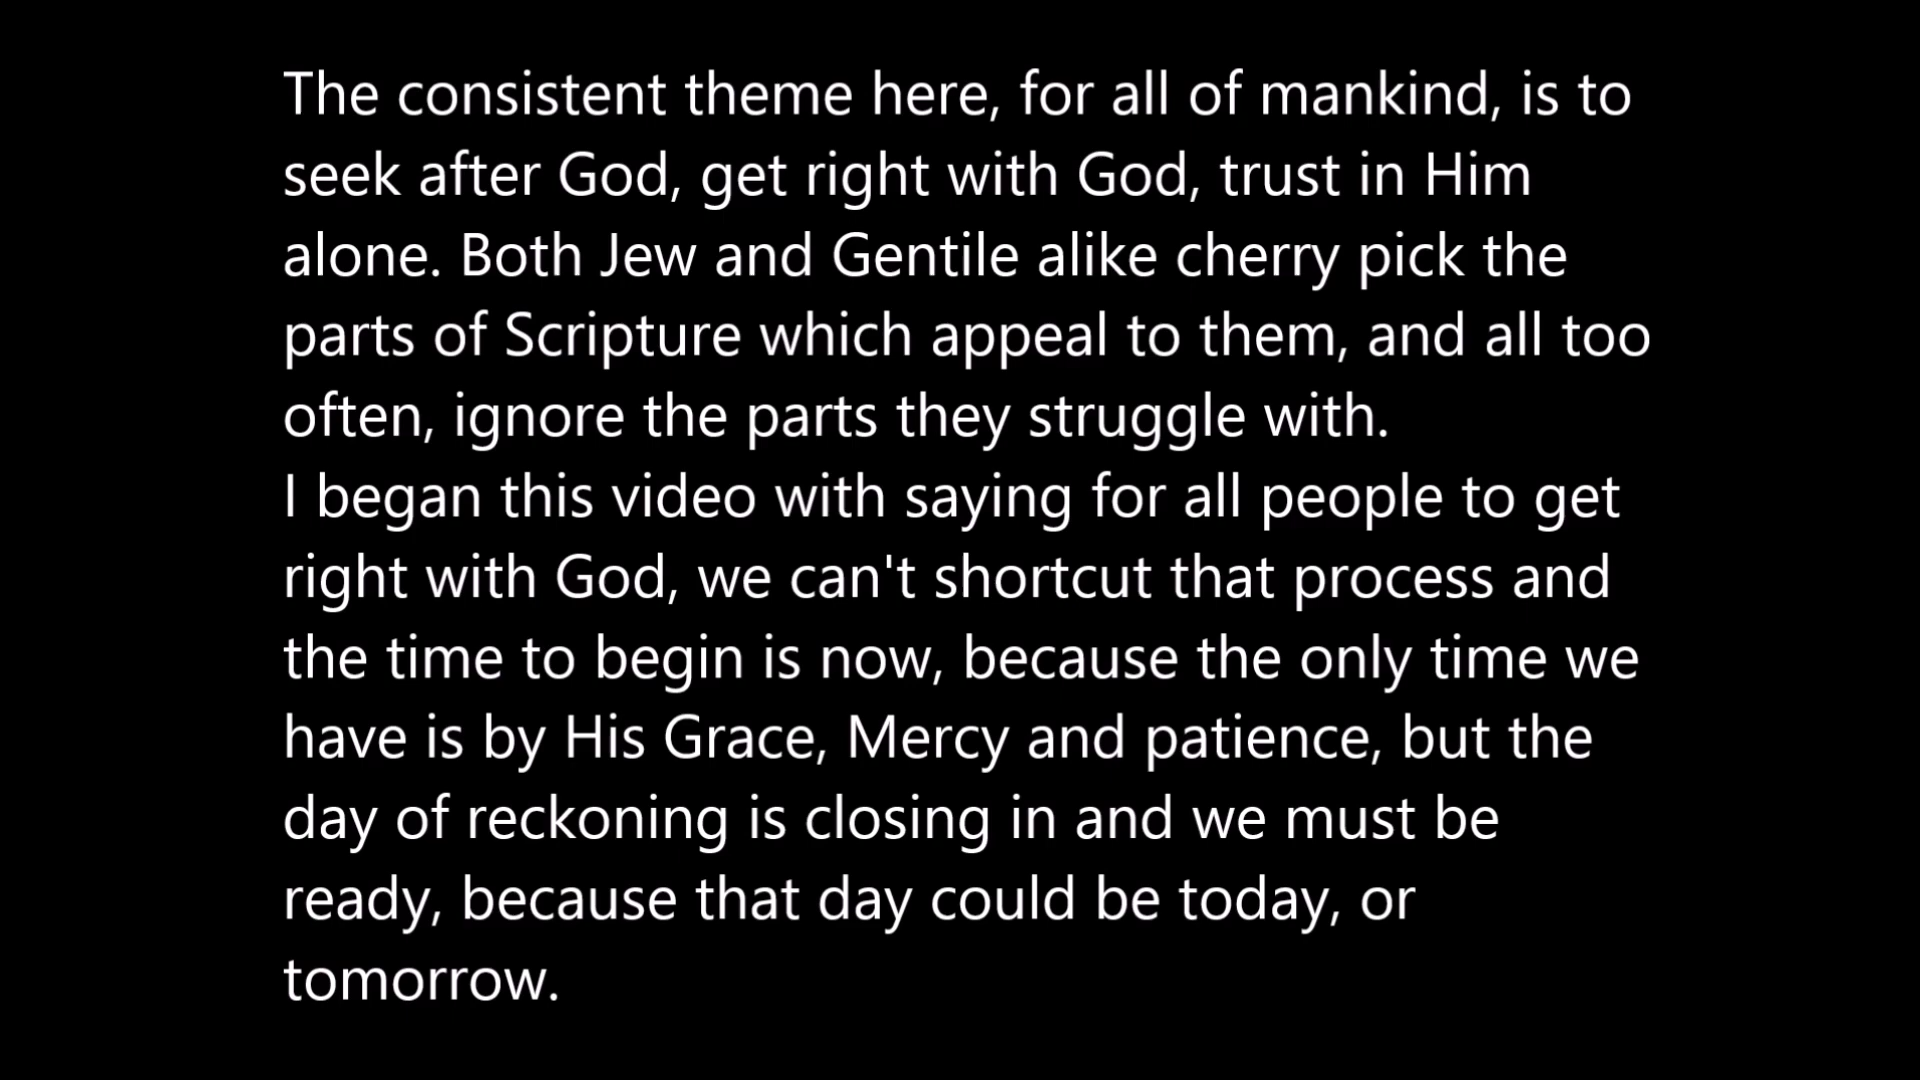 The consistent theme here, for all of mankind, is to
seek after God, get right with God, trust in Him
alone. Both Jew and Gentile alike cherry pick the
parts of Scripture which appeal to them, and all too
often, ignore the parts they struggle with.
I began this video with saying for all people to get
right with God, we can't shortcut that process and
the time to begin is now, because the only time we
have is by His Grace, Mercy and patience, but the
day of reckoning is closing in and we must be
ready, because that day could be today, or
tomorrow.